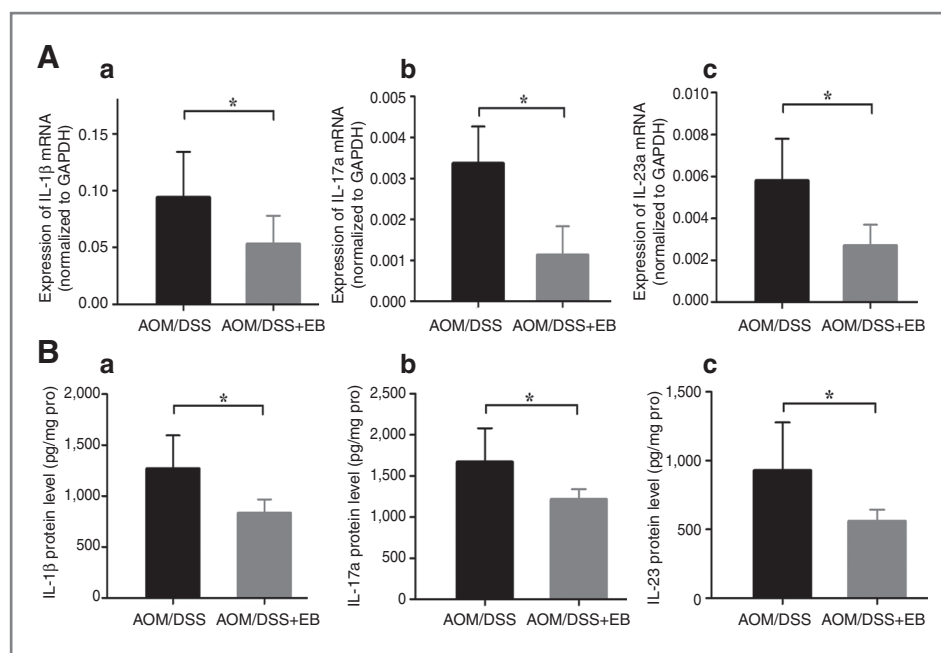 A
a
Expression of IL-1β mRNA
(normalized to GAPDH)
0.15
0.10
0.05
0.00
*
AOM/DSS AOM/DSS+EB
b
Expression of IL-17a mRNA
(normalized to GAPDH)
0.005
0.004
0.003
0.002
0.001
0.000
*
AOM/DSS AOM/DSS+EB
c
Expression of IL-23a mRNA
(normalized to GAPDH)
0.010
0.008
0.006
0.004
0.002
0.000
*
AOM/DSS AOM/DSS+EB
B
a
IL-1β protein level (pg/mg pro)
2,000
1,500
1,000
500
0
*
AOM/DSS AOM/DSS+EB
b
IL-17a protein level (pg/mg pro)
2,500
2,000
1,500
1,000
500
0
*
AOM/DSS AOM/DSS+EB
c
IL-23 protein level (pg/mg pro)
1,500
1,000
500
0
*
AOM/DSS AOM/DSS+EB